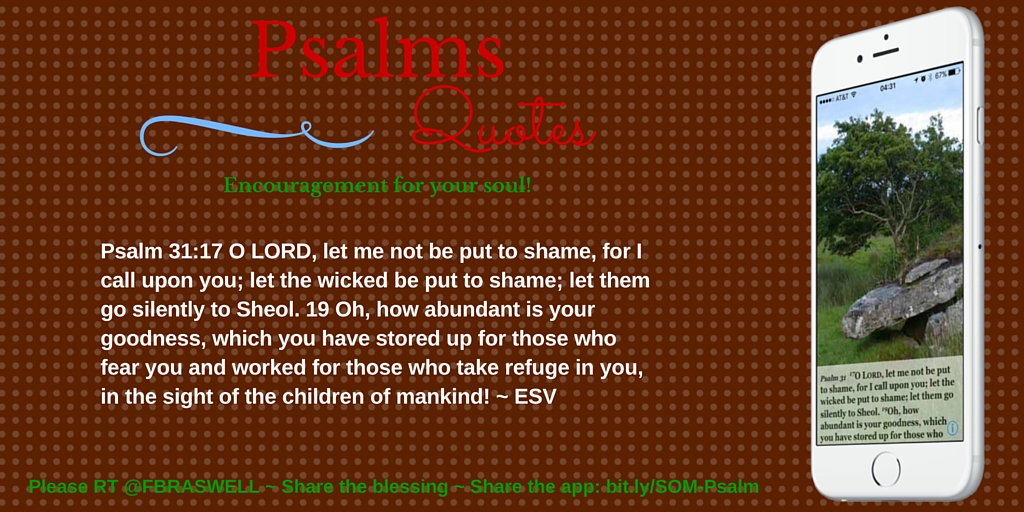 Psalms
Quotes
Encouragement for your soul!
Psalm 31:17 O LORD, let me not be put to shame, for I
call upon you; let the wicked be put to shame; let them
go silently to Sheol. 19 Oh, how abundant is your
goodness, which you have stored up for those who
fear you and worked for those who take refuge in you,
in the sight of the children of mankind! ~ ESV
Please RT @FBRASWELL ~ Share the blessing ~ Share the app: bit.ly/SOM-Psalm
AT&T 04:31 67%
Psalm 31 17O LORD, let me not be put
to shame, for I call upon you; let the
wicked be put to shame; let them go
silently to Sheol. 19Oh, how
abundant is your goodness, which
you have stored up for those who